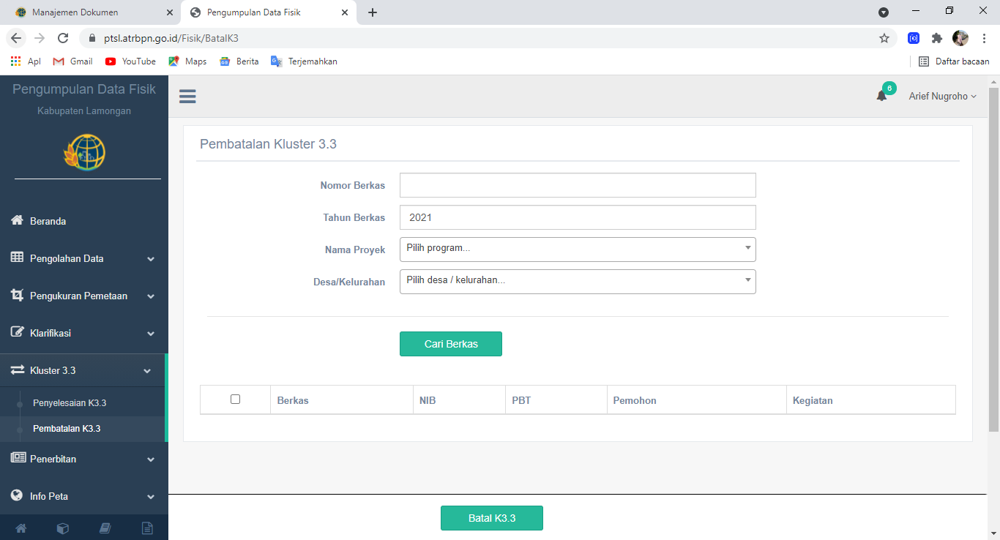 Manajemen Dokumen
Pengumpulan Data Fisik
ptsl.atrbpn.go.id/Fisik/BatalK3
Apl
Gmail
YouTube
Maps
Berita
Terjemahkan
Daftar bacaan
Pengumpulan Data Fisik
Kabupaten Lamongan
Beranda
Pengolahan Data
Pengukuran Pemetaan
Klarifikasi
Kluster 3.3
Penyelesaian K3.3
Pembatalan K3.3
Penerbitan
Info Peta
6
Arief Nugroho
Pembatalan Kluster 3.3
Nomor Berkas
Tahun Berkas 2021
Nama Proyek Pilih program...
Desa/Kelurahan Pilih desa / kelurahan...
Cari Berkas
Berkas NIB PBT Pemohon Kegiatan
Batal K3.3